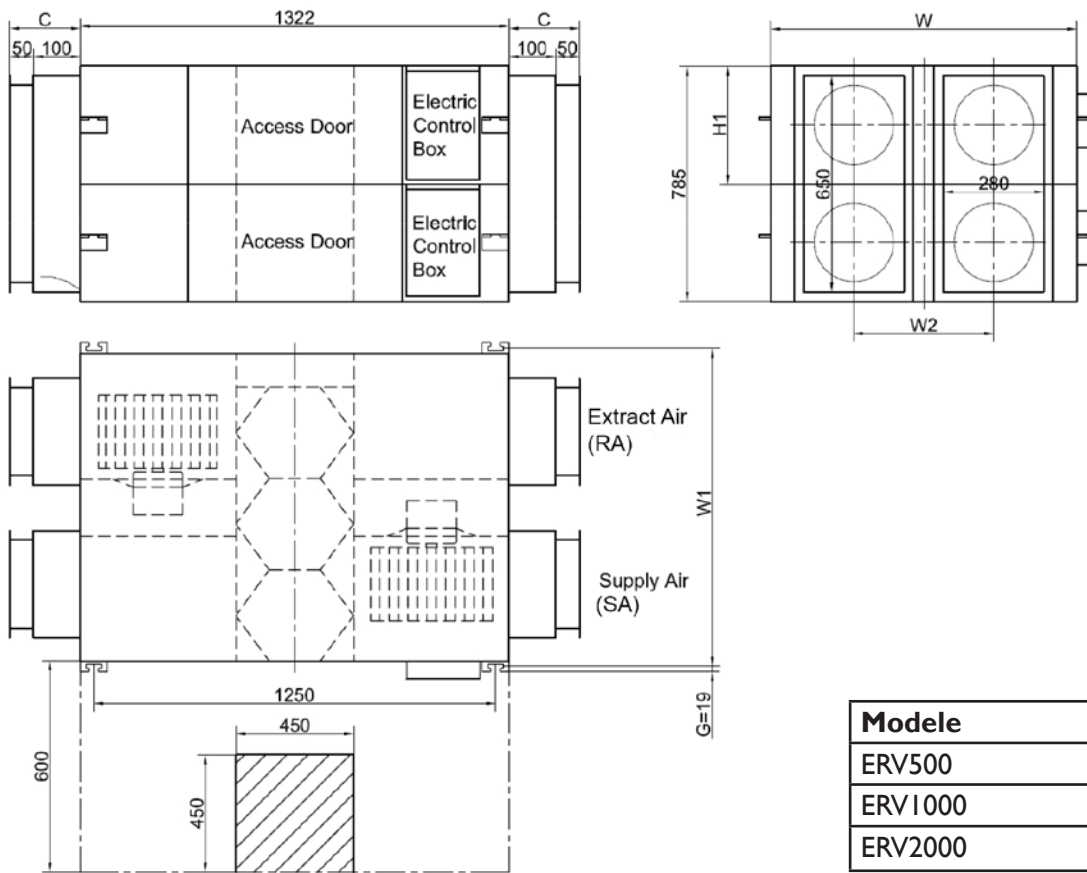 C 1322 C
50 100 100 50
Access Door
Electric
Control
Box
Access Door
Electric
Control
Box
W
H1
785
650
280
W2
Extract Air
(RA)
W1
Supply Air
(SA)
1250
G=19
450
600
450
Modele
ERV500
ERV1000
ERV2000